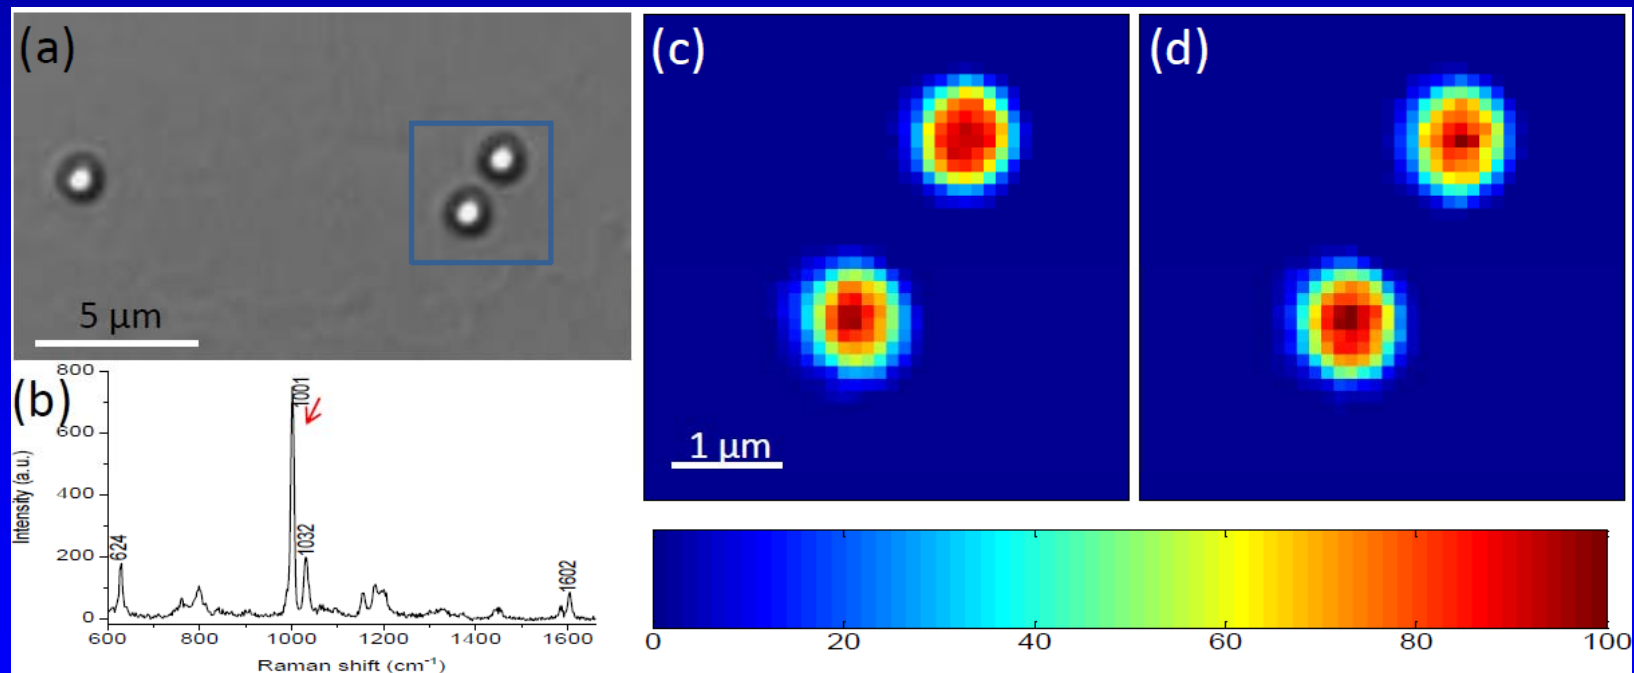 (a)
5 µm
(b)
800
600
400
200
0
Intensity (a.u.)
624
1001
1032
1602
600 800 1000 1200 1400 1600
Raman shift (cm⁻¹)
(c)
1 µm
(d)
0 20 40 60 80 100